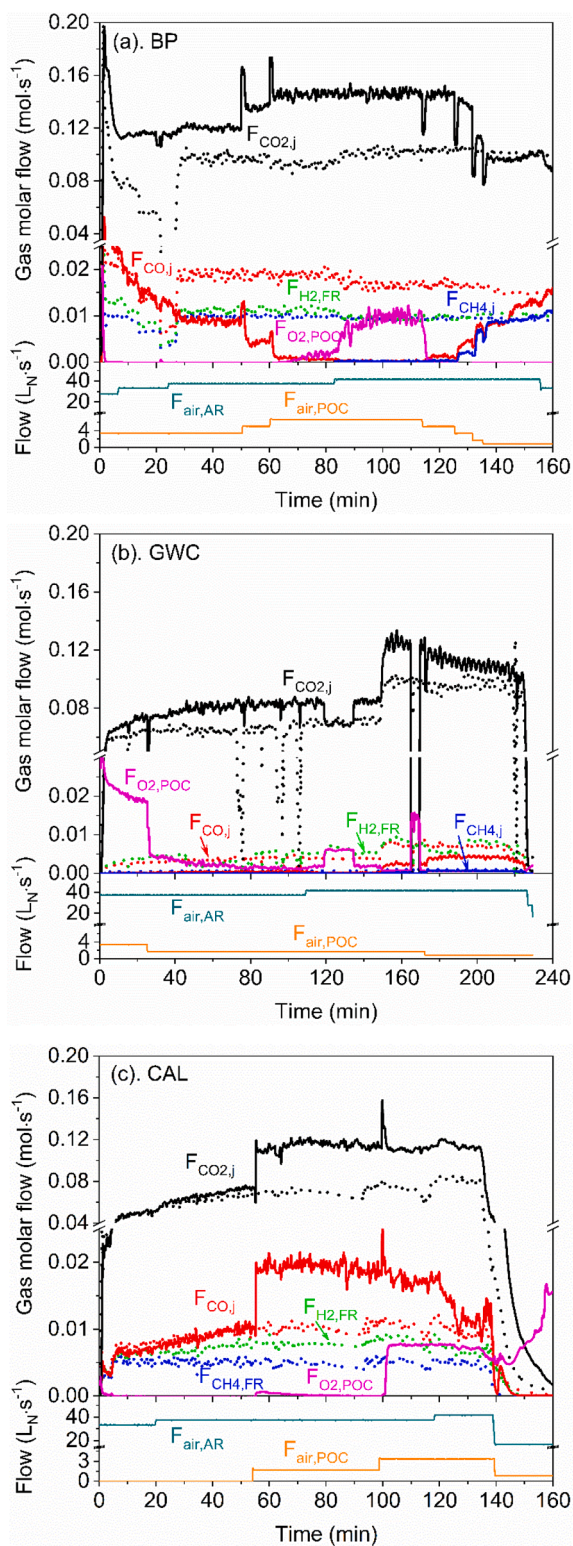 (a). BP
Gas molar flow (mol·s⁻¹)
0.20
0.16
0.12
0.08
0.04
0.02
0.01
0.00
F_CO2,j
F_CO,j
F_H2,FR
F_CH4,j
F_O2,POC
Flow (L_N·s⁻¹)
40
20
4
0
F_air,AR
F_air,POC
0 20 40 60 80 100 120 140 160
Time (min)
(b). GWC
Gas molar flow (mol·s⁻¹)
0.20
0.16
0.12
0.08
0.02
0.01
0.00
F_CO2,j
F_O2,POC
F_CO,j
F_H2,FR
F_CH4,j
Flow (L_N·s⁻¹)
40
20
4
0
F_air,AR
F_air,POC
0 40 80 120 160 200 240
Time (min)
(c). CAL
Gas molar flow (mol·s⁻¹)
0.20
0.16
0.12
0.08
0.04
0.02
0.01
0.00
F_CO2,j
F_CO,j
F_H2,FR
F_CH4,FR
F_O2,POC
Flow (L_N·s⁻¹)
40
20
3
0
F_air,AR
F_air,POC
0 20 40 60 80 100 120 140 160
Time (min)